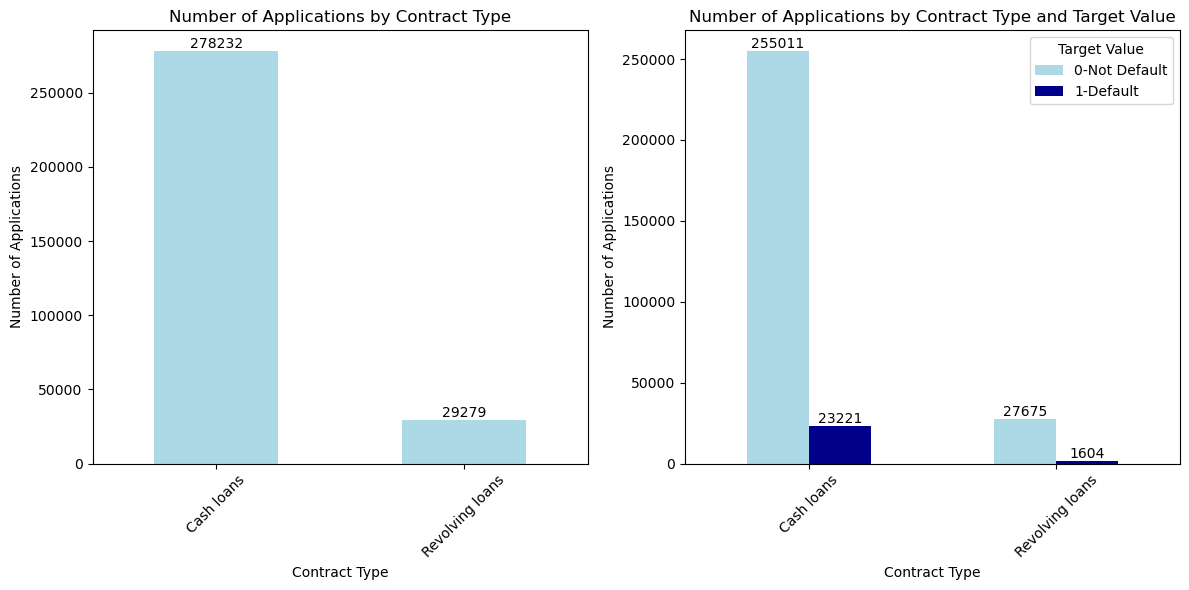 Number of Applications by Contract Type
278232
250000
200000
150000
100000
50000
0
29279
Number of Applications
Cash loans
Revolving loans
Contract Type
Number of Applications by Contract Type and Target Value
255011
250000
200000
150000
100000
50000
0
23221
27675
1604
Target Value
0-Not Default
1-Default
Number of Applications
Cash loans
Revolving loans
Contract Type